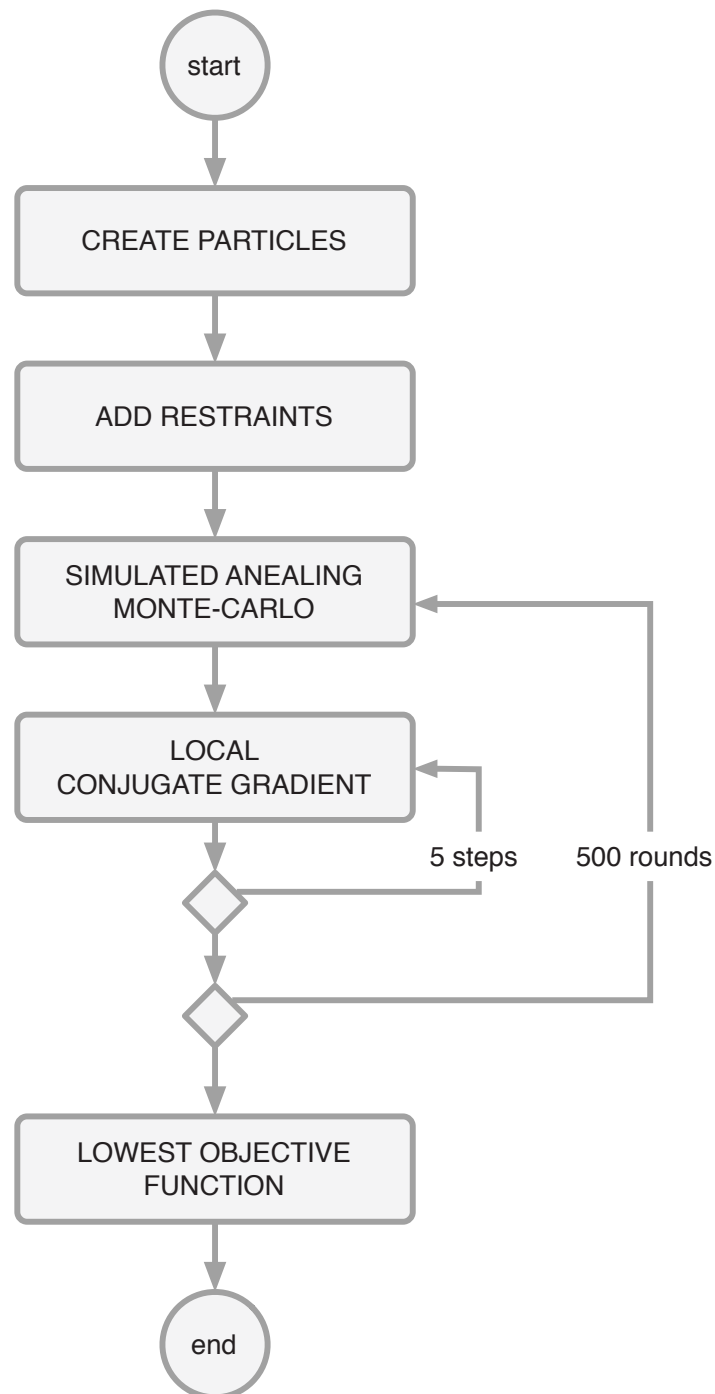 start
CREATE PARTICLES
ADD RESTRAINTS
SIMULATED ANEALING
MONTE-CARLO
LOCAL
CONJUGATE GRADIENT
5 steps
500 rounds
LOWEST OBJECTIVE
FUNCTION
end